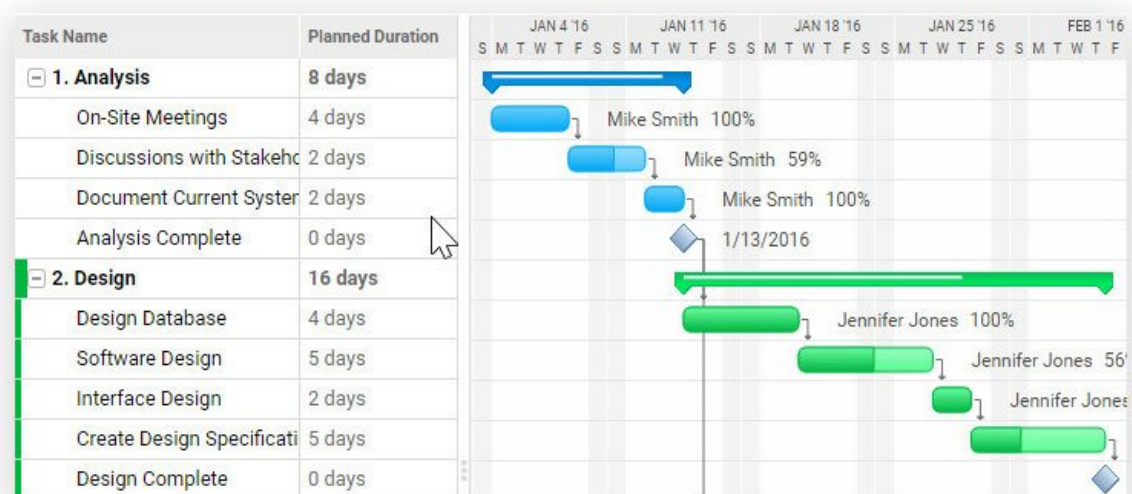 Task Name Planned Duration JAN 4 '16 JAN 11 '16 JAN 18 '16 JAN 25 '16 FEB 1 '16
S M T W T F S S M T W T F S S M T W T F S S M T W T F S S M T W T F
1. Analysis 8 days
On-Site Meetings 4 days Mike Smith 100%
Discussions with Stakeho 2 days Mike Smith 59%
Document Current System 2 days Mike Smith 100%
Analysis Complete 0 days 1/13/2016
2. Design 16 days
Design Database 4 days Jennifer Jones 100%
Software Design 5 days Jennifer Jones 56
Interface Design 2 days Jennifer Jones
Create Design Specificati 5 days
Design Complete 0 days